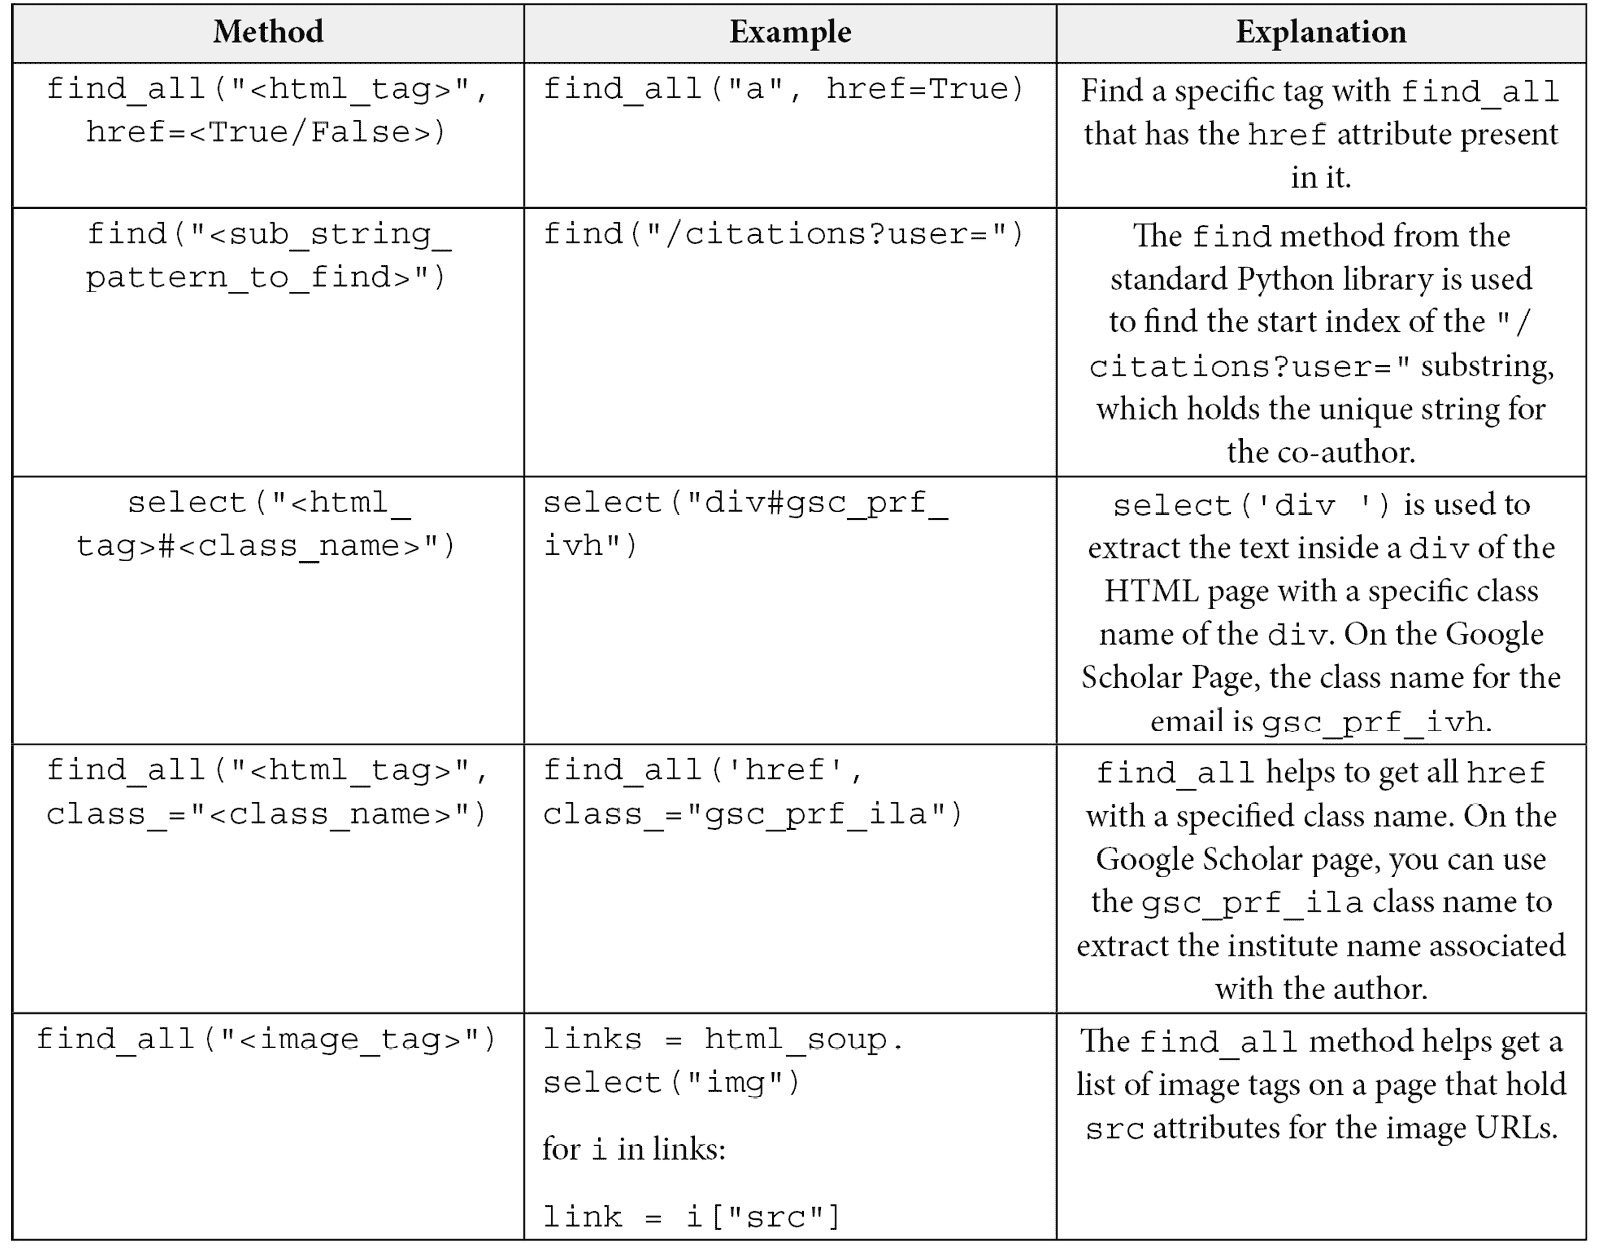 Method
Example
Explanation
find_all("<html_tag>",
href=<True/False>)
find_all("a", href=True)
Find a specific tag with find_all
that has the href attribute present
in it.
find("<sub_string_
pattern_to_find>")
find("/citations?user=")
The find method from the
standard Python library is used
to find the start index of the "/
citations?user=" substring,
which holds the unique string for
the co-author.
select("<html_
tag>#<class_name>")
select("div#gsc_prf_
ivh")
select('div ') is used to
extract the text inside a div of the
HTML page with a specific class
name of the div. On the Google
Scholar Page, the class name for the
email is gsc_prf_ivh.
find_all("<html_tag>",
class_="<class_name>")
find_all('href',
class_="gsc_prf_ila")
find_all helps to get all href
with a specified class name. On the
Google Scholar page, you can use
the gsc_prf_ila class name to
extract the institute name associated
with the author.
find_all("<image_tag>")
links = html_soup.
select("img")
for i in links:
link = i["src"]
The find_all method helps get a
list of image tags on a page that hold
src attributes for the image URLs.